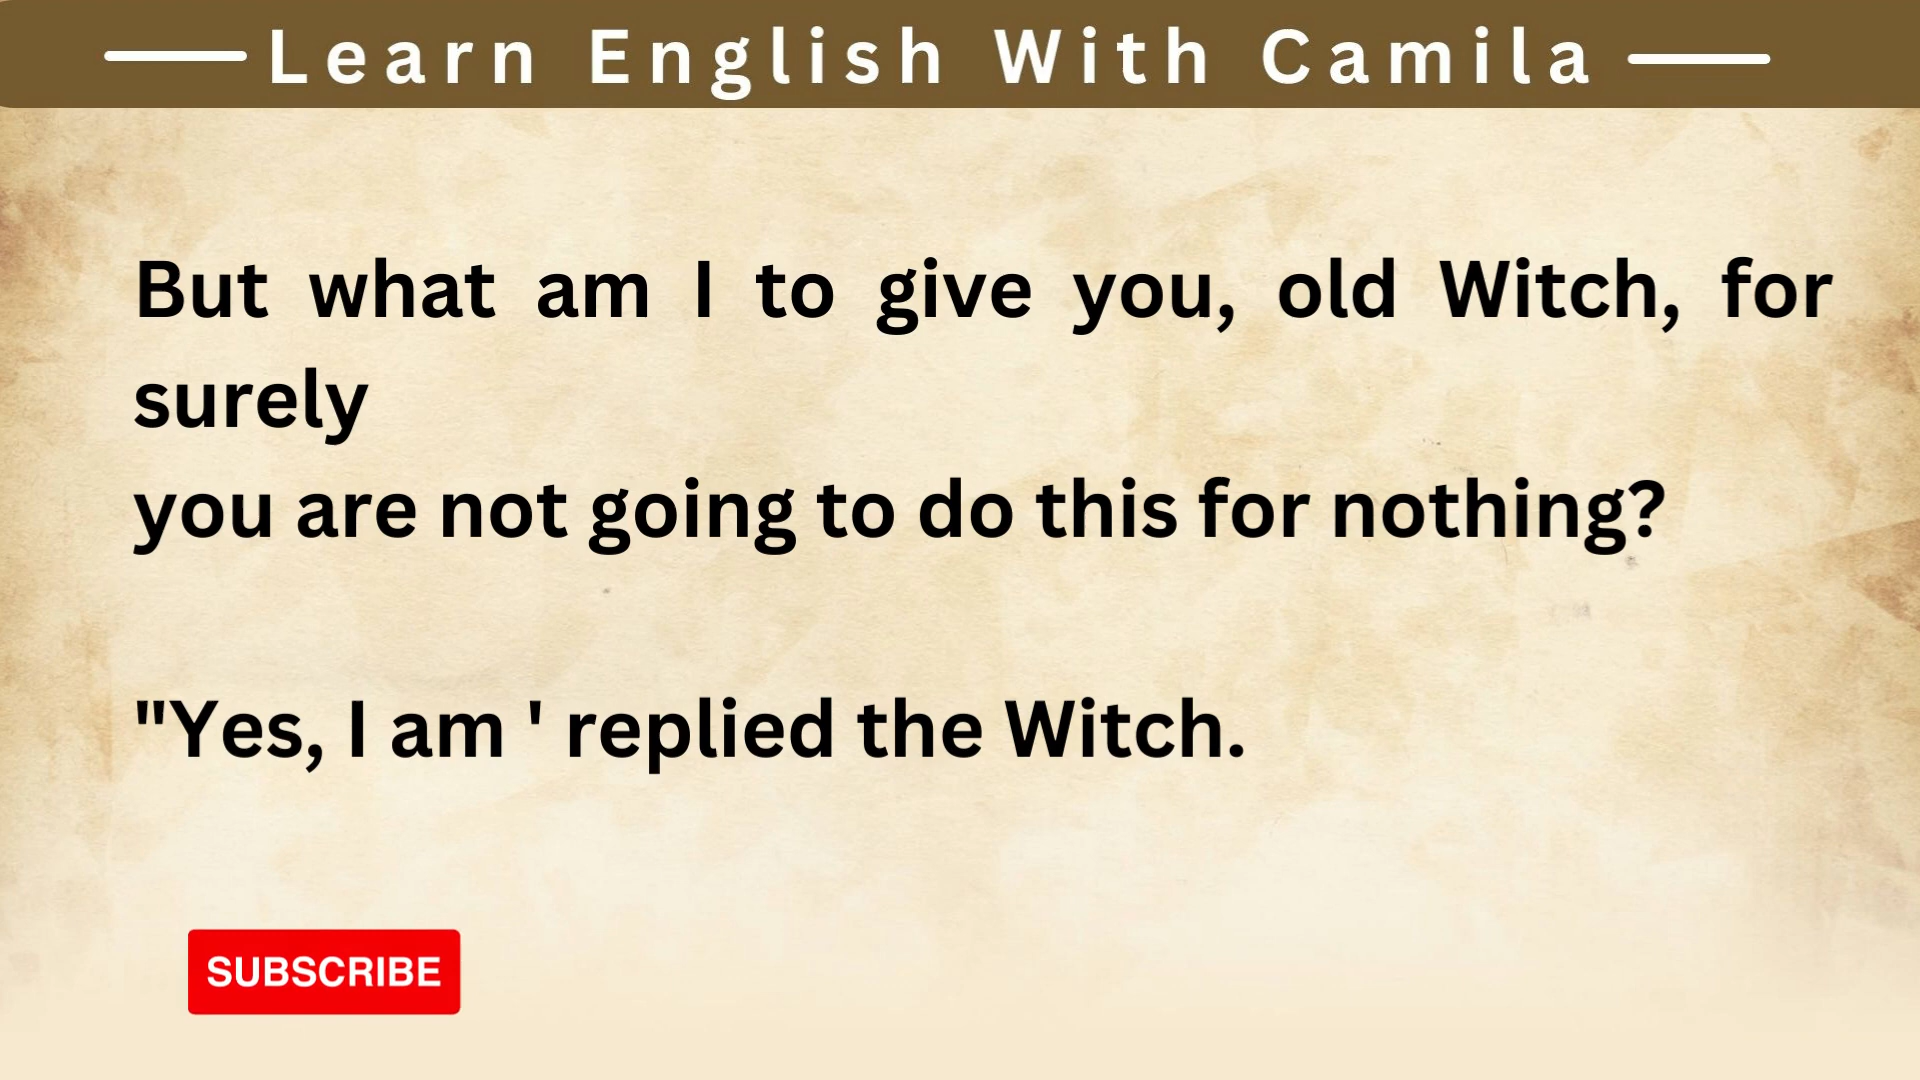 Learn English With Camila
But what am I to give you, old Witch, for
surely
you are not going to do this for nothing?
"Yes, I am ' replied the Witch.
SUBSCRIBE